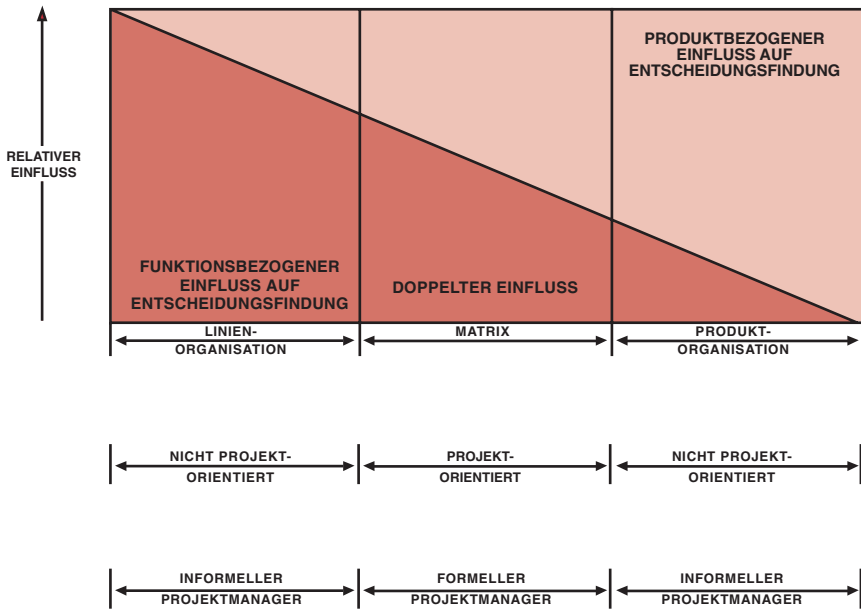 PRODUKTBEZOGENER
EINFLUSS AUF
ENTSCHEIDUNGSFINDUNG
RELATIVER
EINFLUSS
FUNKTIONSBEZOGENER
EINFLUSS AUF
ENTSCHEIDUNGSFINDUNG
DOPPELTER EINFLUSS
LINIEN-
ORGANISATION
MATRIX
PRODUKT-
ORGANISATION
NICHT PROJEKT-
ORIENTIERT
PROJEKT-
ORIENTIERT
NICHT PROJEKT-
ORIENTIERT
INFORMELLER
PROJEKTMANAGER
FORMELLER
PROJEKTMANAGER
INFORMELLER
PROJEKTMANAGER